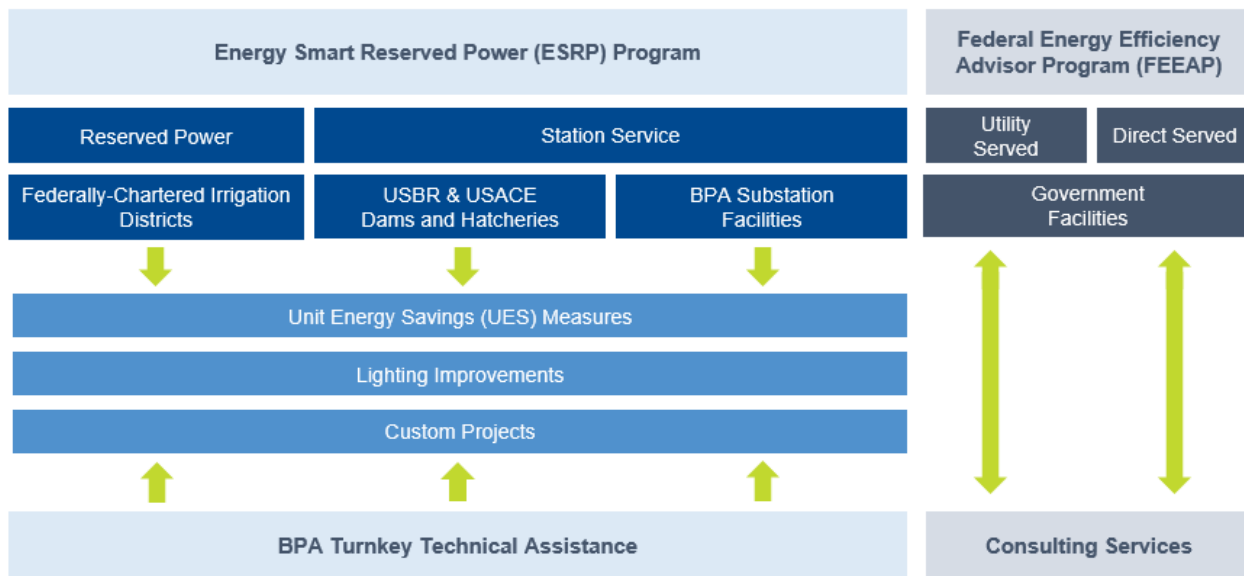 Energy Smart Reserved Power (ESRP) Program
Federal Energy Efficiency
Advisor Program (FEEAP)
Reserved Power
Station Service
Utility
Served
Direct Served
Federally-Chartered Irrigation
Districts
USBR & USACE
Dams and Hatcheries
BPA Substation
Facilities
Government
Facilities
Unit Energy Savings (UES) Measures
Lighting Improvements
Custom Projects
BPA Turnkey Technical Assistance
Consulting Services